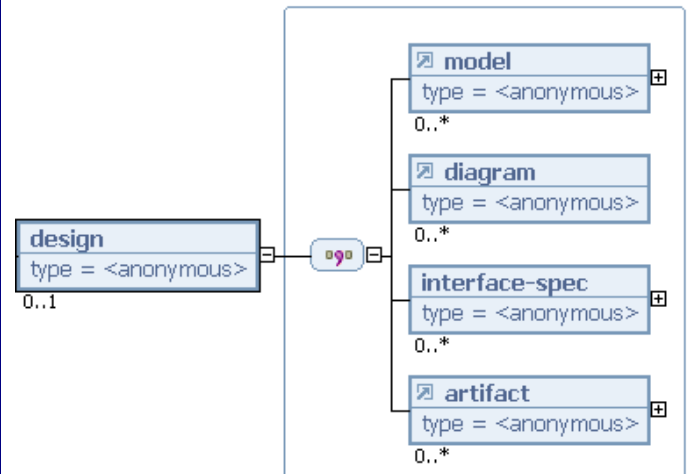 model
type = <anonymous>
0..*
diagram
type = <anonymous>
0..*
design
type = <anonymous>
0..1
interface-spec
type = <anonymous>
0..*
artifact
type = <anonymous>
0..*